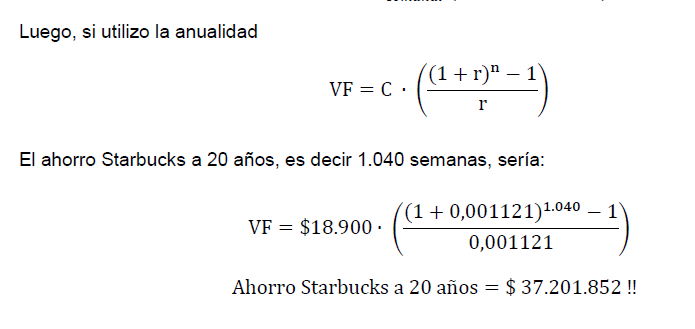 Luego, si utilizo la anualidad
VF = C · (((1 + r)ⁿ − 1) / r)
El ahorro Starbucks a 20 años, es decir 1.040 semanas, sería:
VF = $18.900 · (((1 + 0,001121)¹·⁰⁴⁰ − 1) / 0,001121)
Ahorro Starbucks a 20 años = $ 37.201.852 !!